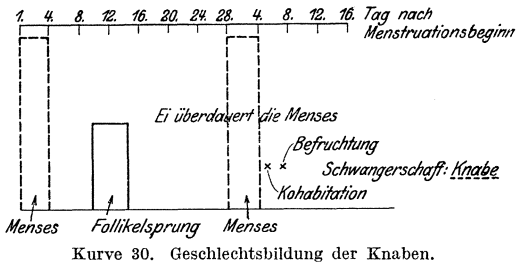 1. 4. 8. 12. 16. 20. 24. 28. 4. 8. 12. 16. Tag nach
Menstruationsbeginn
Ei überdauert die Menses
Befruchtung
Schwangerschaft: Knabe
Kohabitation
Menses Follikelsprung Menses
Kurve 30. Geschlechtsbildung der Knaben.